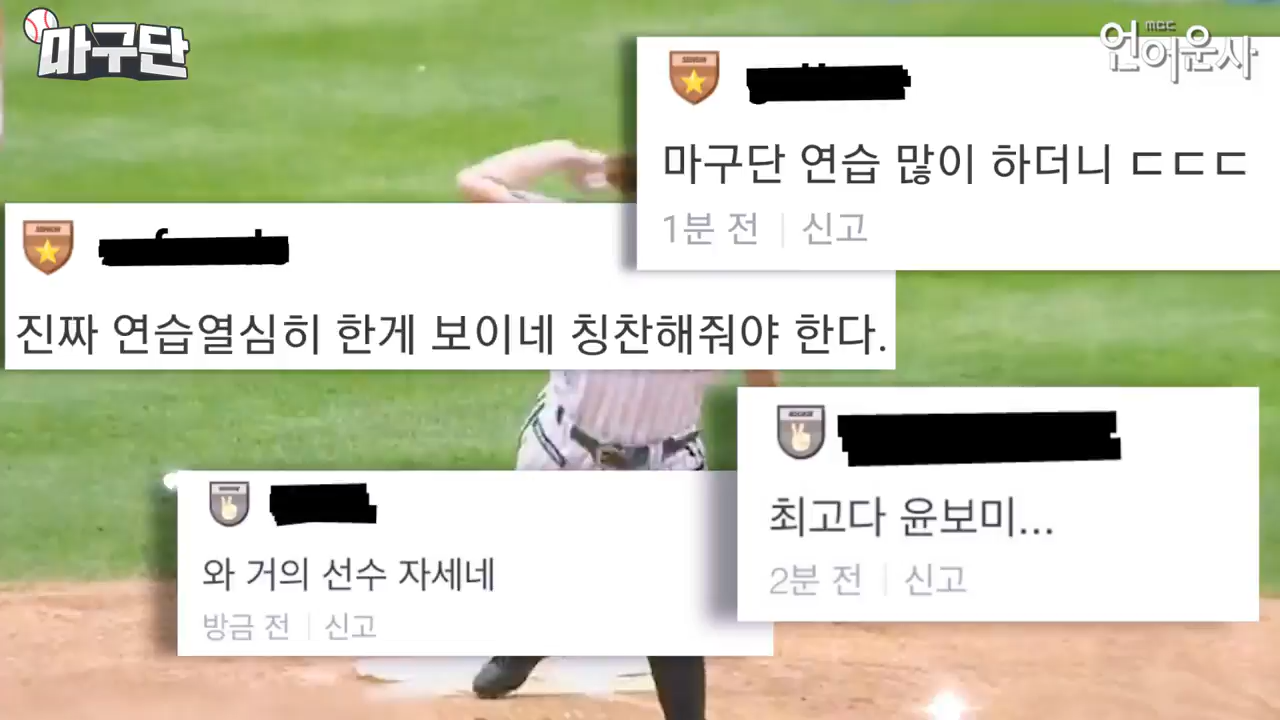 마구단
MBC
언어운사
마구단 연습 많이 하더니 ㄷㄷㄷ
1분 전 | 신고
진짜 연습열심히 한게 보이네 칭찬해줘야 한다.
최고다 윤보미...
2분 전 | 신고
와 거의 선수 자세네
방금 전 | 신고